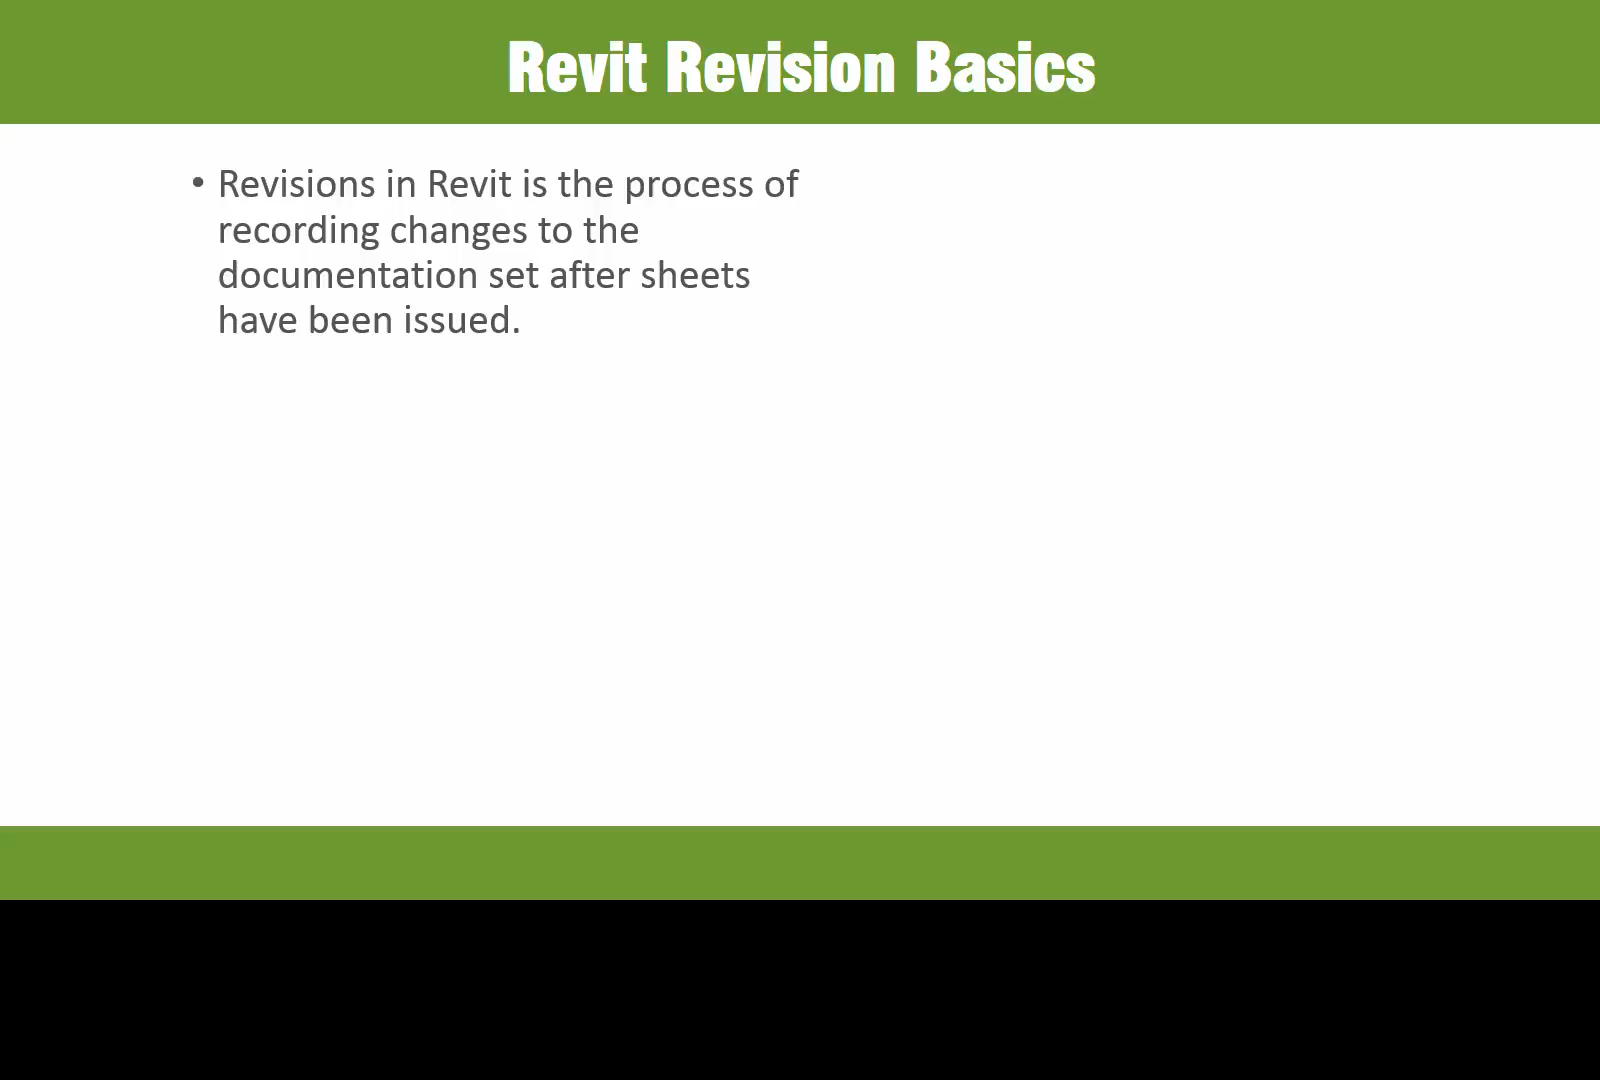 Revit Revision Basics
• Revisions in Revit is the process of
recording changes to the
documentation set after sheets
have been issued.